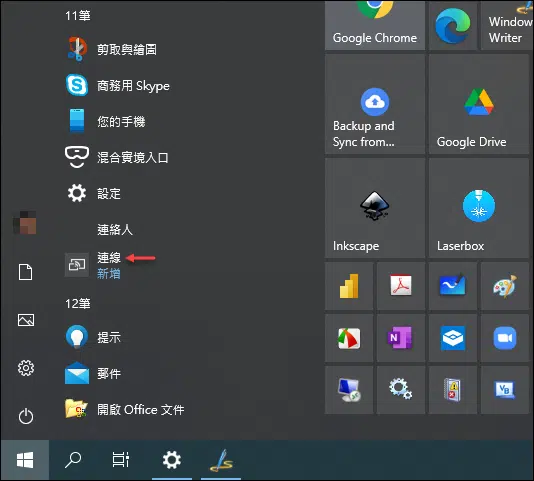 11筆
剪取與繪圖
商務用 Skype
您的手機
混合實境入口
設定
連絡人
連線
新增
12筆
提示
郵件
開啟 Office 文件
Google Chrome
Window
Writer
Backup and
Sync from...
Google Drive
Inkscape
Laserbox